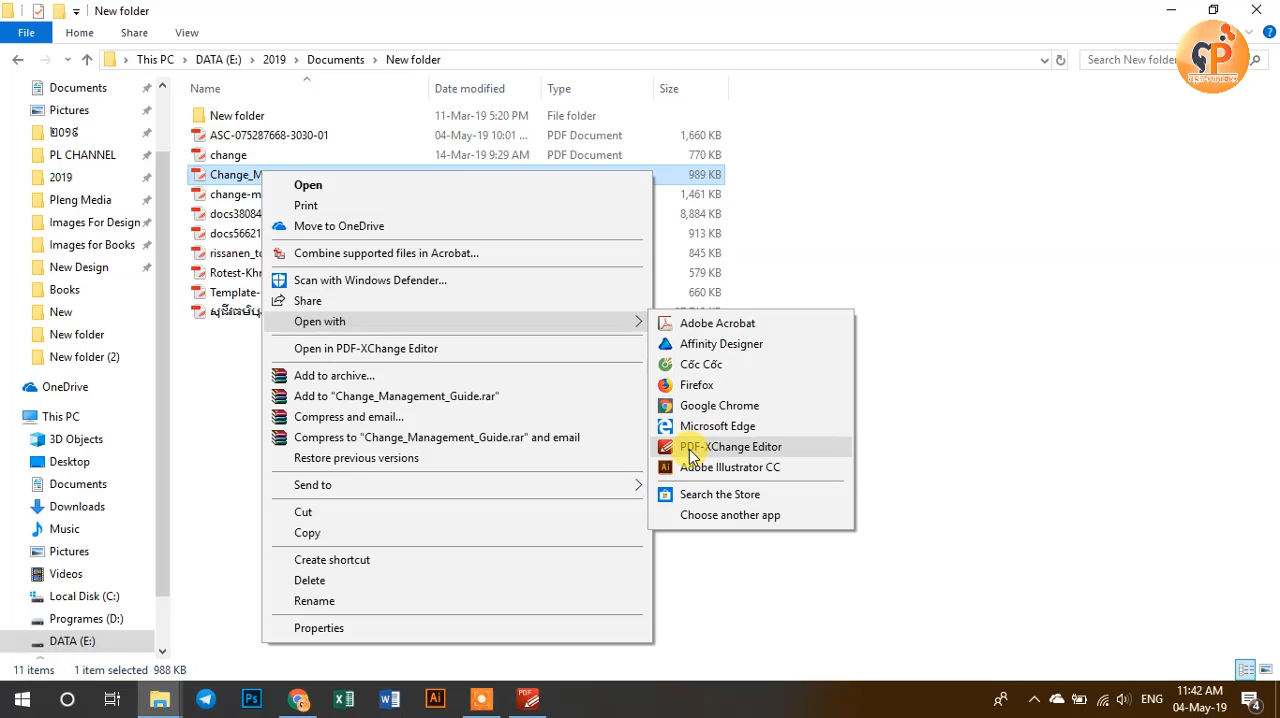 New folder
File
Home
Share
View
This PC
DATA (E:)
2019
Documents
New folder
Search New folder
Name
Date modified
Type
Size
Documents
Pictures
PL CHANNEL
2019
Pleng Media
Images For Design
Images for Books
New Design
Books
New
New folder
New folder (2)
OneDrive
This PC
3D Objects
Desktop
Documents
Downloads
Music
Pictures
Videos
Local Disk (C:)
Programes (D:)
DATA (E:)
New folder 11-Mar-19 5:20 PM File folder
ASC-075287668-3030-01 04-May-19 10:01 ... PDF Document 1,660 KB
change 14-Mar-19 9:29 AM PDF Document 770 KB
Change_M 989 KB
change-m 1,461 KB
docs38084 8,884 KB
docs56621 913 KB
rissanen_to 845 KB
Rotest-Khr 579 KB
Template- 660 KB
Open
Print
Move to OneDrive
Combine supported files in Acrobat...
Scan with Windows Defender...
Share
Open with
Open in PDF-XChange Editor
Add to archive...
Add to "Change_Management_Guide.rar"
Compress and email...
Compress to "Change_Management_Guide.rar" and email
Restore previous versions
Send to
Cut
Copy
Create shortcut
Delete
Rename
Properties
Adobe Acrobat
Affinity Designer
Cốc Cốc
Firefox
Google Chrome
Microsoft Edge
PDF-XChange Editor
Adobe Illustrator CC
Search the Store
Choose another app
11 items 1 item selected 988 KB
ENG
11:42 AM
04-May-19
4